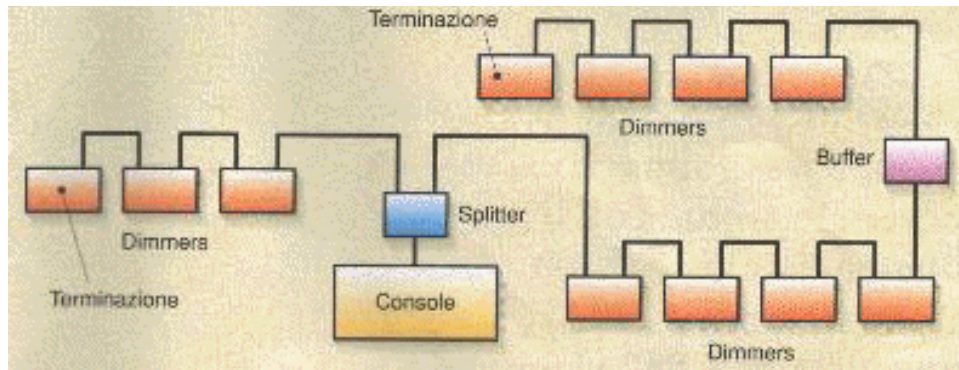 Terminazione
Dimmers
Buffer
Splitter
Dimmers
Terminazione
Console
Dimmers